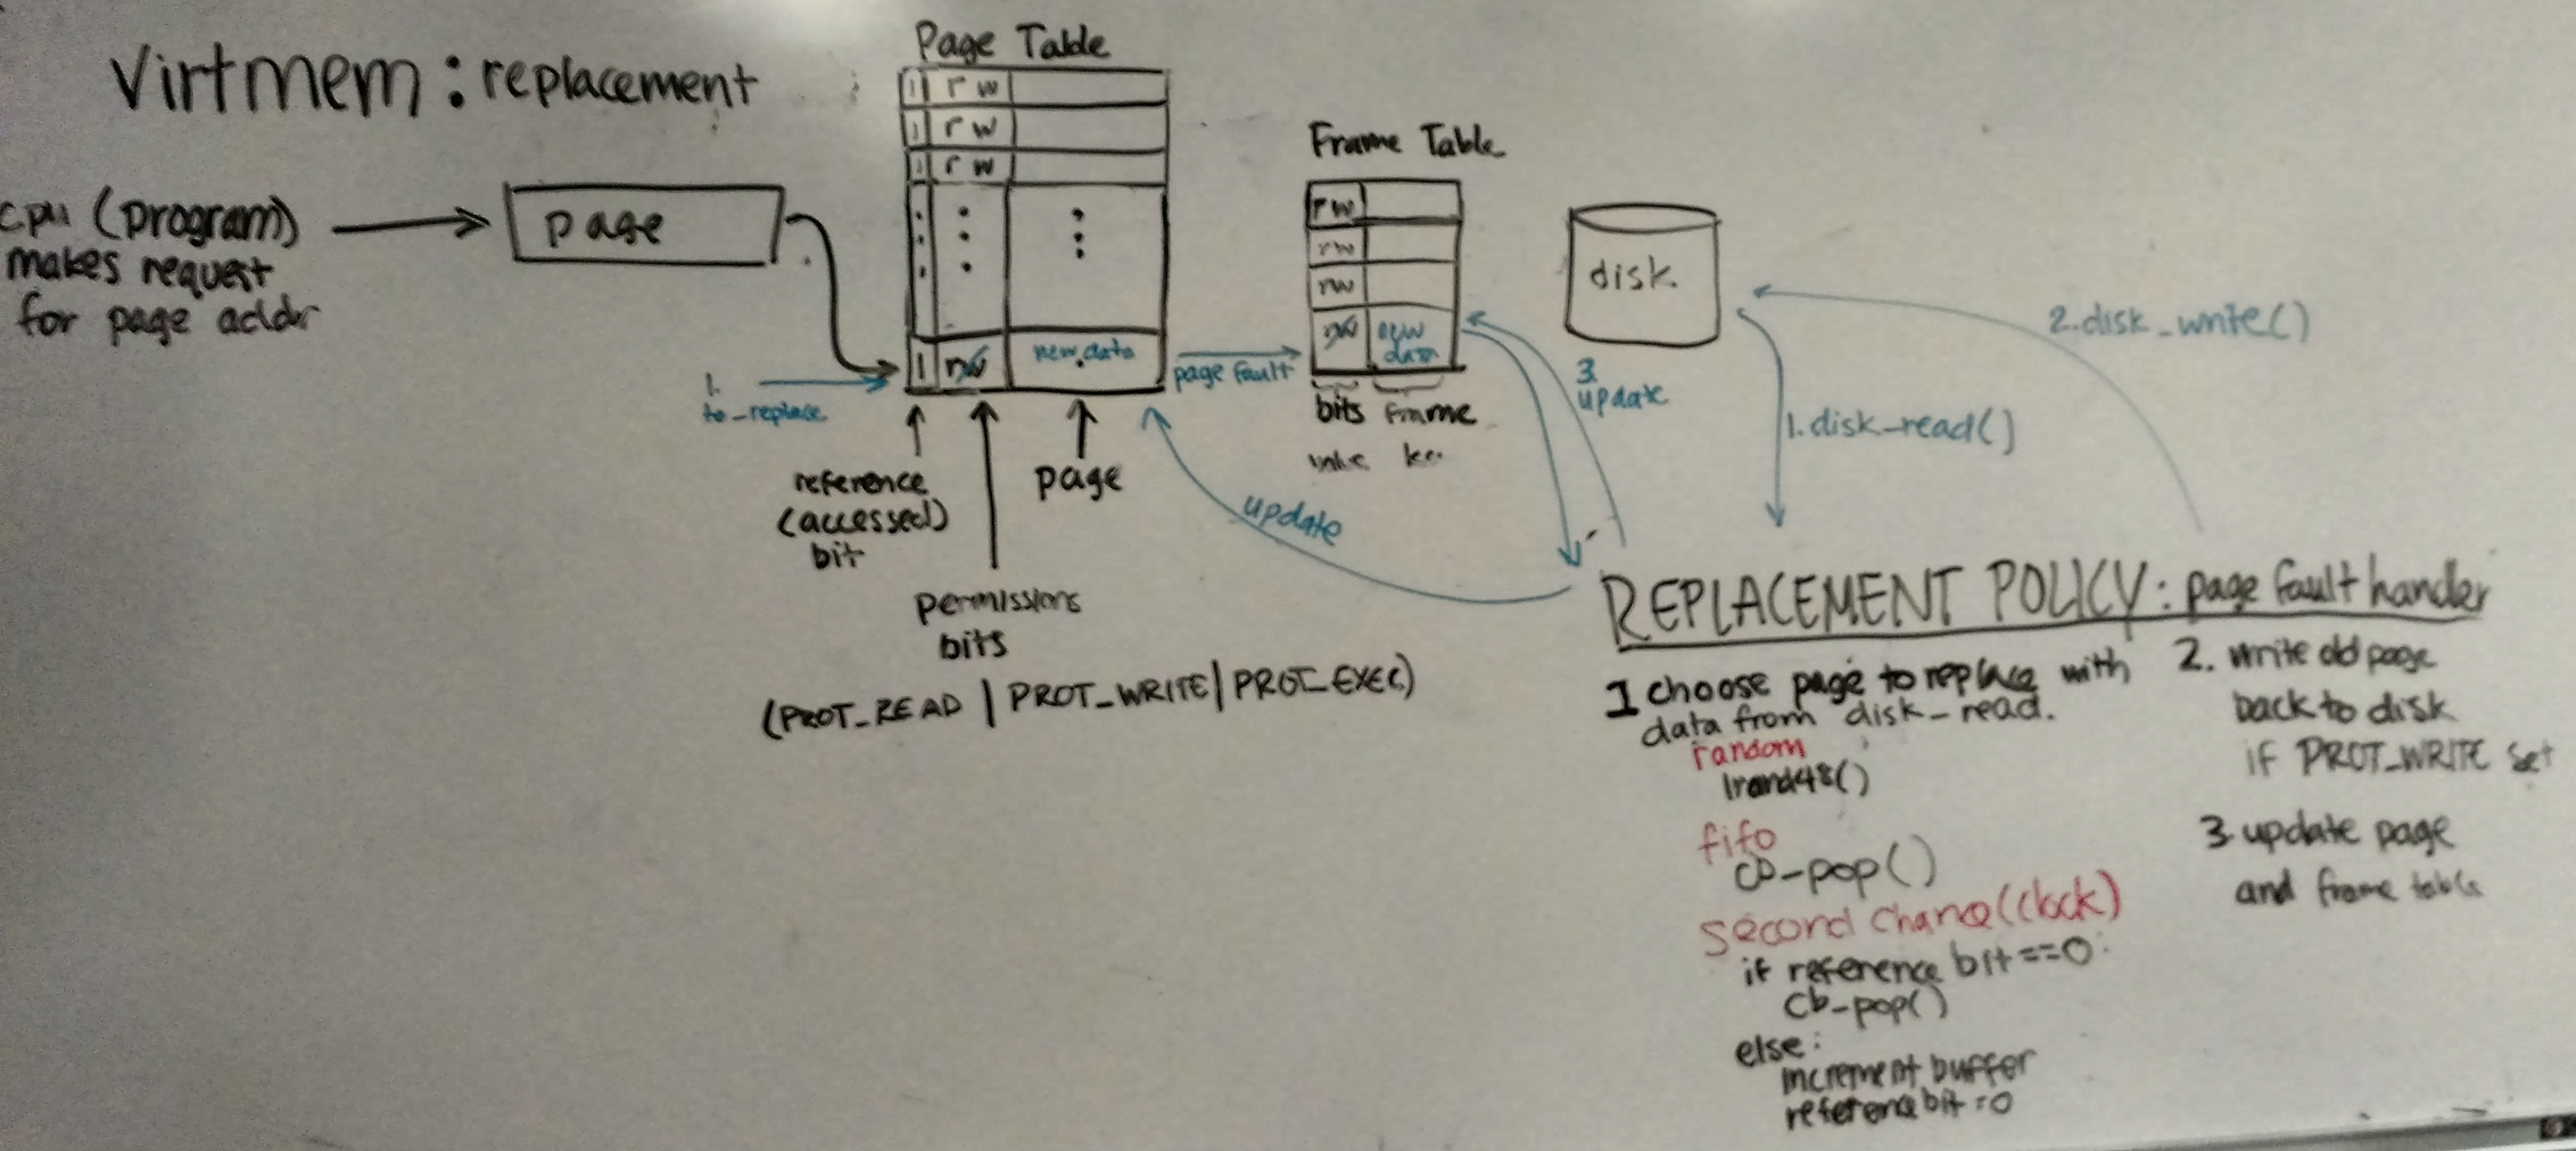 Virtmem: replacement
cpu (program)
makes request
for page addr
page
Page Table
1 r w
1 r w
1 r w
1 rw new data
1.
to_replace
page fault
reference
(accessed)
bit
permissions
bits
page
(PROT_READ | PROT_WRITE | PROT_EXEC)
Frame Table
rw
rw
rw
rw new
data
bits frame
update
3.
update
disk
1.disk_read()
2.disk_write()
REPLACEMENT POLICY: page fault handler
1 choose page to replace with
data from disk_read.
random
lrand48()
fifo
cb-pop()
second chance (clock)
if reference bit==0:
cb-pop()
else:
increment buffer
reference bit=0
2. write old page
back to disk
if PROT_WRITE set
3 update page
and frame table